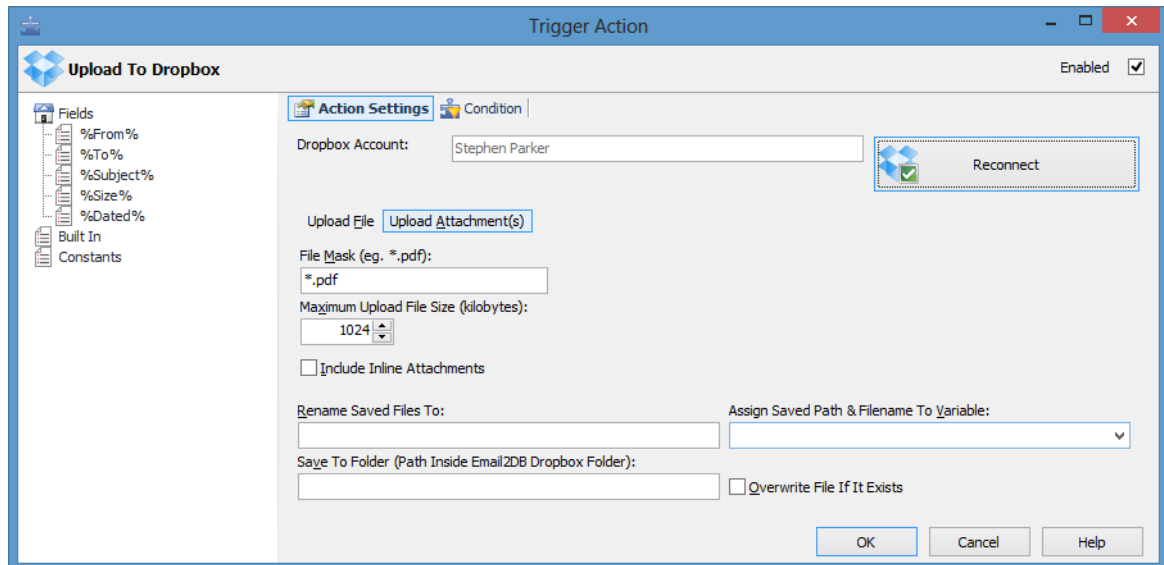 Trigger Action
Upload To Dropbox
Enabled
Fields
%From%
%To%
%Subject%
%Size%
%Dated%
Built In
Constants
Action Settings Condition
Dropbox Account: Stephen Parker
Reconnect
Upload File Upload Attachment(s)
File Mask (eg. *.pdf):
*.pdf
Maximum Upload File Size (kilobytes):
1024
Include Inline Attachments
Rename Saved Files To: Assign Saved Path & Filename To Variable:
Save To Folder (Path Inside Email2DB Dropbox Folder):
Overwrite File If It Exists
OK Cancel Help